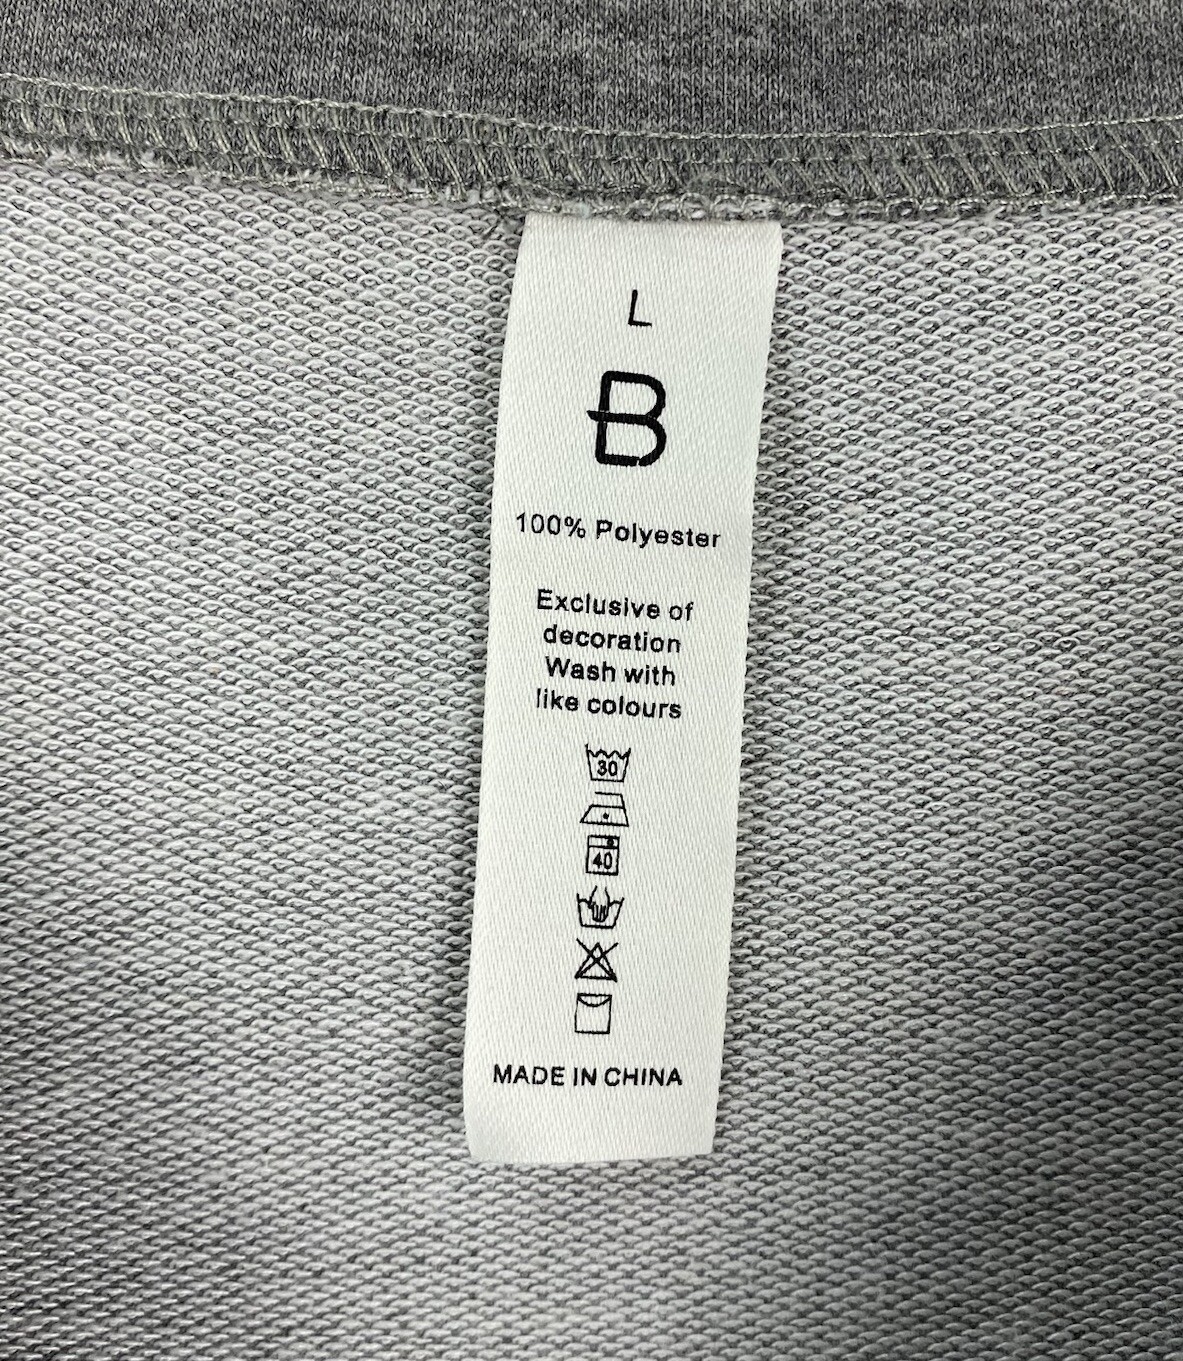 L
B
100% Polyester
Exclusive of
decoration
Wash with
like colours
30
40
MADE IN CHINA